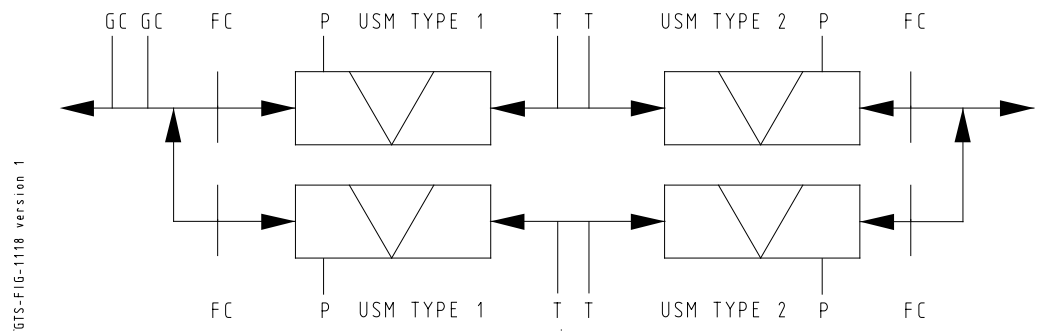 GC GC FC P USM TYPE 1 T T USM TYPE 2 P FC
FC P USM TYPE 1 T T USM TYPE 2 P FC
GTS-FIG-1118 version 1